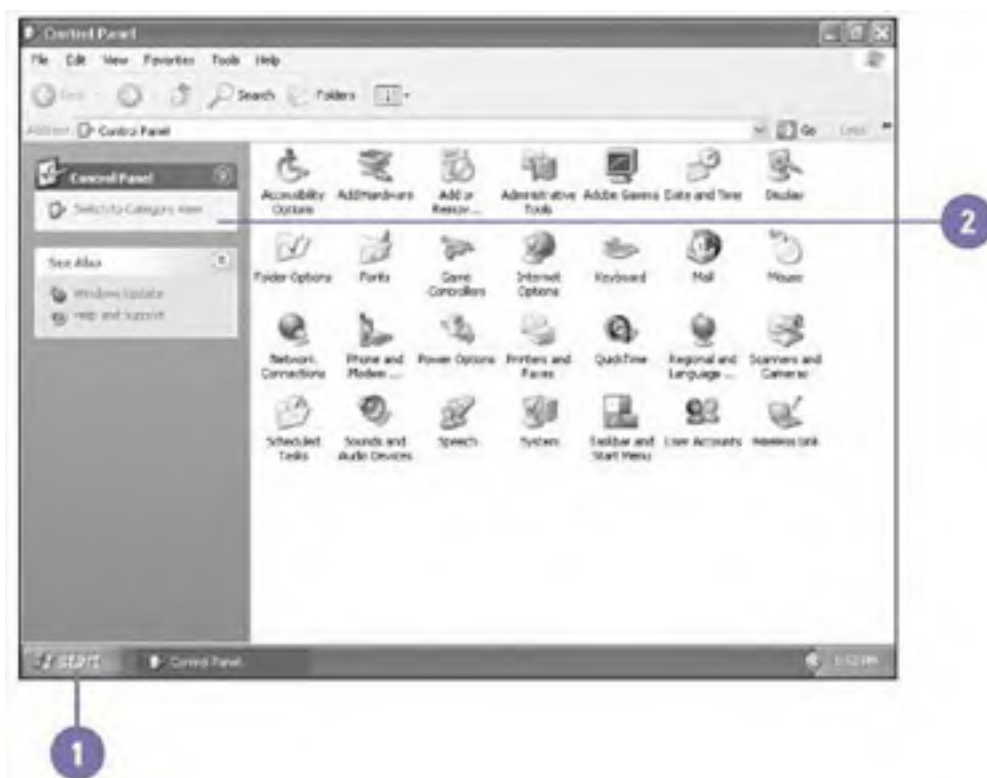 Control Panel
File Edit View Favorites Tools Help
Back Search Folders
Address Control Panel Go Links
Control Panel
Switch to Category View
See Also
Windows Update
Help and Support
Accessibility Options
Add Hardware
Add or Remov...
Administrative Tools
Adobe Gamma
Date and Time
Display
Folder Options
Fonts
Game Controllers
Internet Options
Keyboard
Mail
Mouse
Network Connections
Phone and Modem ...
Power Options
Printers and Faxes
QuickTime
Regional and Language ...
Scanners and Cameras
Scheduled Tasks
Sounds and Audio Devices
Speech
System
Taskbar and Start Menu
User Accounts
Wireless Link
2
start Control Panel
1